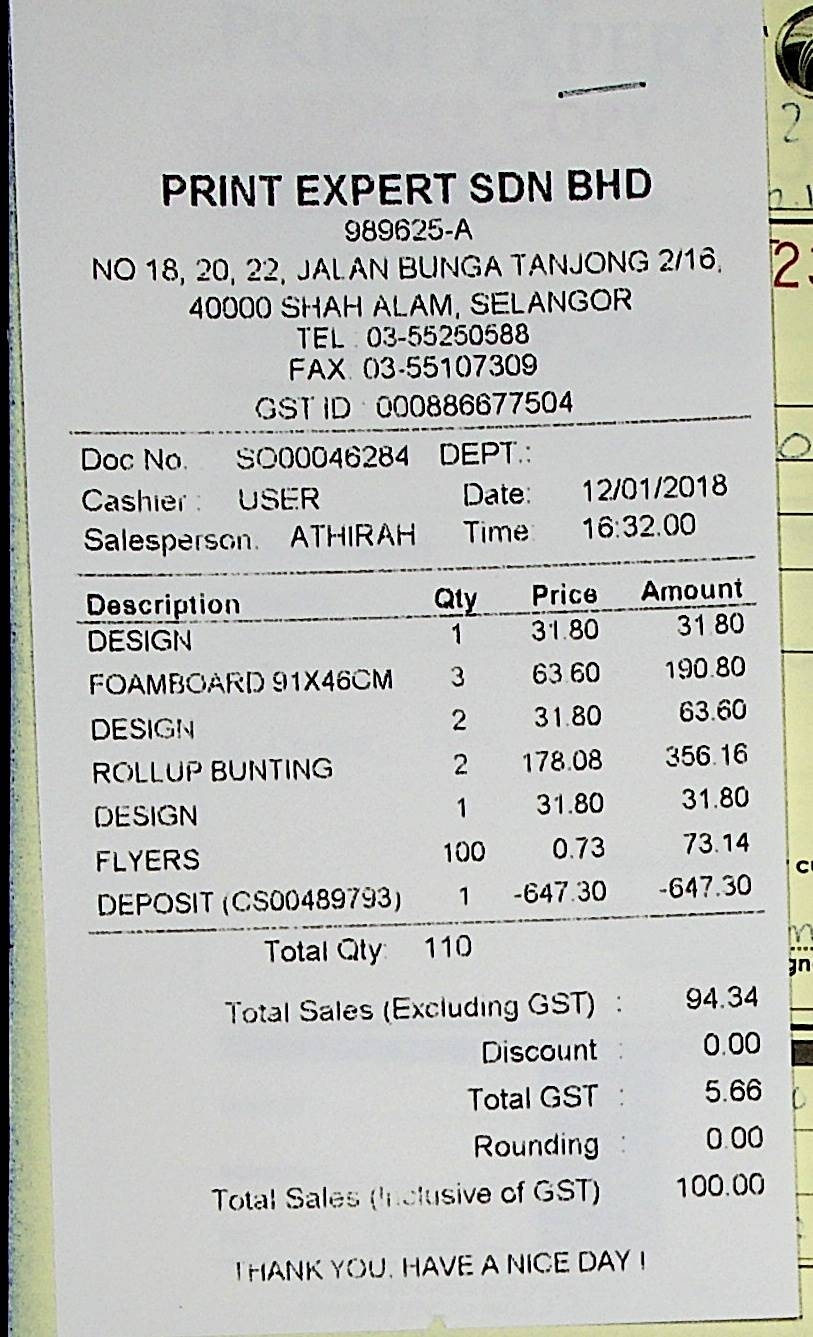 PRINT EXPERT SDN BHD
989625-A
NO 18, 20, 22, JALAN BUNGA TANJONG 2/16,
40000 SHAH ALAM, SELANGOR
TEL : 03-55250588
FAX. 03-55107309
GST ID : 000886677504
Doc No. SO00046284 DEPT.:
Cashier : USER Date: 12/01/2018
Salesperson. ATHIRAH Time: 16:32.00
Description Qty Price Amount
DESIGN 1 31.80 31.80
FOAMBOARD 91X46CM 3 63.60 190.80
DESIGN 2 31.80 63.60
ROLLUP BUNTING 2 178.08 356.16
DESIGN 1 31.80 31.80
FLYERS 100 0.73 73.14
DEPOSIT (CS00489793) 1 -647.30 -647.30
Total Qty: 110
Total Sales (Excluding GST) : 94.34
Discount : 0.00
Total GST : 5.66
Rounding : 0.00
Total Sales (Inclusive of GST) 100.00
THANK YOU. HAVE A NICE DAY !